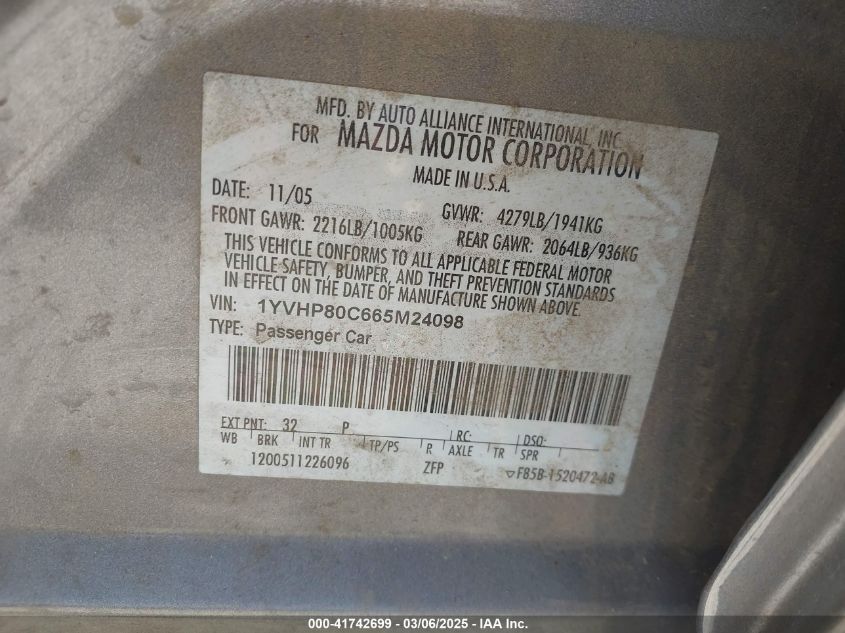 MFD. BY AUTO ALLIANCE INTERNATIONAL, INC.
FOR MAZDA MOTOR CORPORATION
MADE IN U.S.A.
DATE: 11/05 GVWR: 4279LB/1941KG
FRONT GAWR: 2216LB/1005KG REAR GAWR: 2064LB/936KG
THIS VEHICLE CONFORMS TO ALL APPLICABLE FEDERAL MOTOR
VEHICLE SAFETY, BUMPER, AND THEFT PREVENTION STANDARDS
IN EFFECT ON THE DATE OF MANUFACTURE SHOWN ABOVE.
VIN: 1YVHP80C665M24098
TYPE: Passenger Car
EXT PNT: 32 P RC: DSO:
WB BRK INT TR TP/PS R AXLE TR SPR
1200511226096 ZFP F85B-1520472-AB
000-41742699 - 03/06/2025 - IAA Inc.